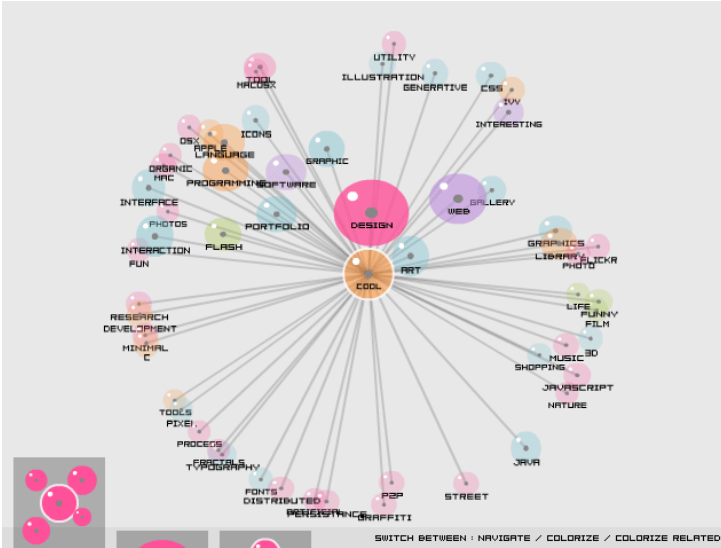 UTILITY
ILLUSTRATION
GENERATIVE
TOOL
MACOSX
CSS
IVY
INTERESTING
ICONS
OSX
APPLE
LANGUAGE
GRAPHIC
ORGANIC
MAC
PROGRAMMING
SOFTWARE
INTERFACE
GALLERY
WEB
PHOTOS
PORTFOLIO
DESIGN
INTERACTION
FLASH
FUN
GRAPHICS
LIBRARY
FLICKR
PHOTO
ART
COOL
LIFE
FUNNY
FILM
RESEARCH
DEVELOPMENT
MINIMAL
C
3D
MUSIC
SHOPPING
JAVASCRIPT
NATURE
TOOLS
PIXEL
PROCESS
FRACTALS
TYPOGRAPHY
JAVA
FONTS
DISTRIBUTED
PERSISTANCE
P2P
GRAFFITI
STREET
SWITCH BETWEEN : NAVIGATE / COLORIZE / COLORIZE RELATED